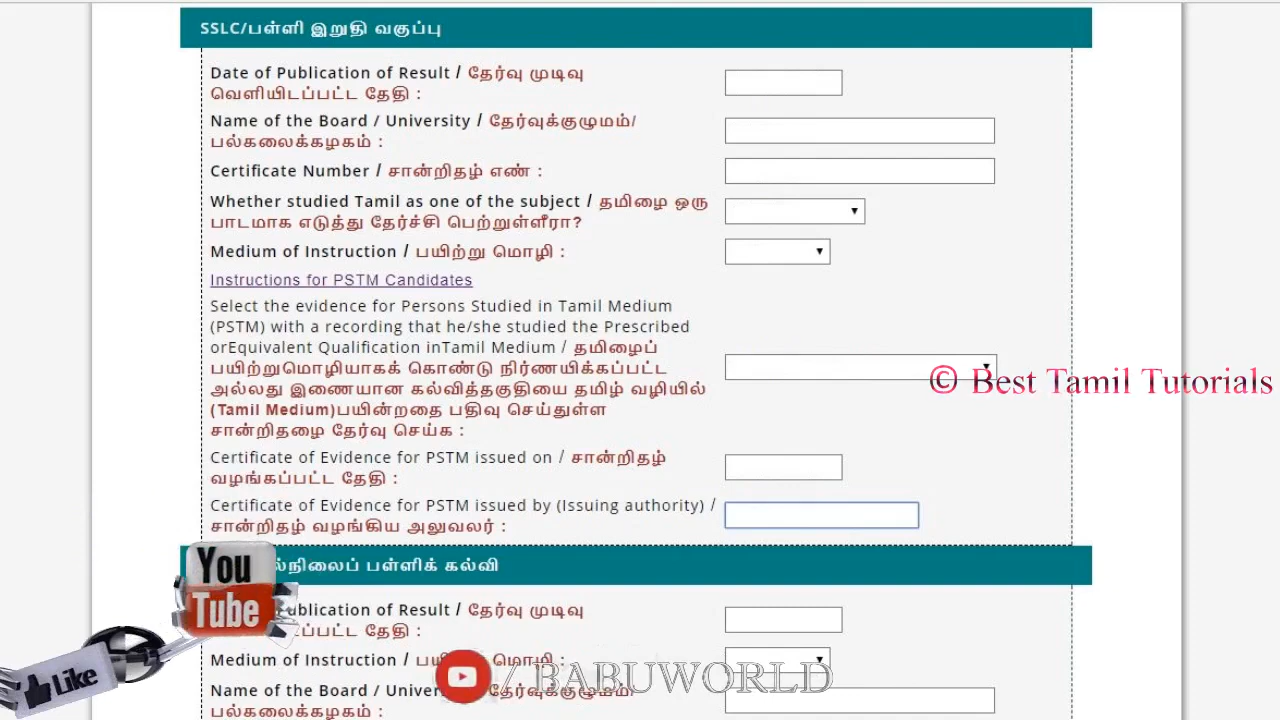 SSLC/பள்ளி இறுதி வகுப்பு
Date of Publication of Result / தேர்வு முடிவு
வெளியிடப்பட்ட தேதி :
Name of the Board / University / தேர்வுக்குழுமம்/
பல்கலைக்கழகம் :
Certificate Number / சான்றிதழ் எண் :
Whether studied Tamil as one of the subject / தமிழை ஒரு
பாடமாக எடுத்து தேர்ச்சி பெற்றுள்ளீரா?
Medium of Instruction / பயிற்று மொழி :
Instructions for PSTM Candidates
Select the evidence for Persons Studied in Tamil Medium
(PSTM) with a recording that he/she studied the Prescribed
orEquivalent Qualification inTamil Medium / தமிழைப்
பயிற்றுமொழியாகக் கொண்டு நிர்ணயிக்கப்பட்ட
© Best Tamil Tutorials
அல்லது இணையான கல்வித்தகுதியை தமிழ் வழியில்
(Tamil Medium)பயின்றதை பதிவு செய்துள்ள
சான்றிதழை தேர்வு செய்க :
Certificate of Evidence for PSTM issued on / சான்றிதழ்
வழங்கப்பட்ட தேதி :
Certificate of Evidence for PSTM issued by (Issuing authority) /
சான்றிதழ் வழங்கிய அலுவலர் :
பள்ளிக் கல்வி
You
Tube
of Result / தேர்வு முடிவு
தேதி :
Medium of Instruction / மொழி :
Like
/ BABUWORLD
Name of the Board / தேர்வுக்குழுமம்/
பல்கலைக்கழகம் :